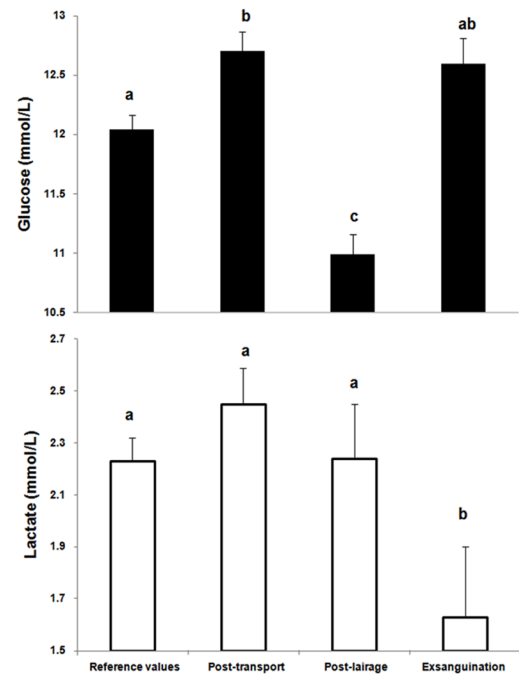 13
12.5
12
11.5
11
10.5
Glucose (mmol/L)
a
b
c
ab
2.7
2.5
2.3
2.1
1.9
1.7
1.5
Lactate (mmol/L)
a
a
a
b
Reference values Post-transport Post-lairage Exsanguination